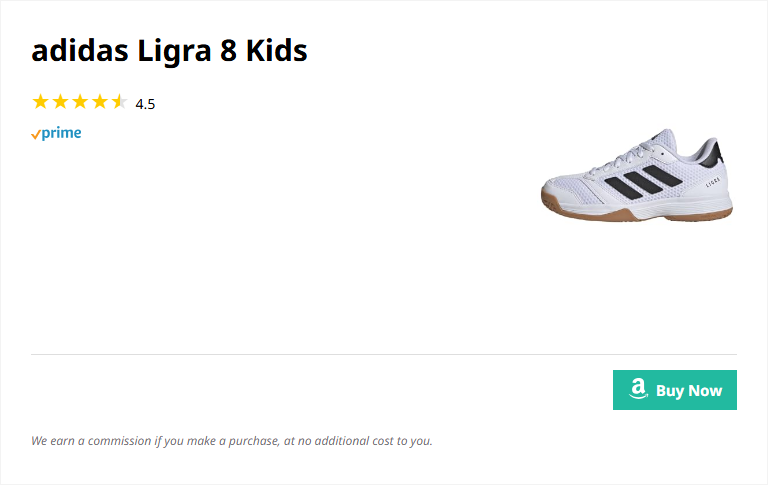 adidas Ligra 8 Kids
4.5
prime
LIGRA
Buy Now
We earn a commission if you make a purchase, at no additional cost to you.